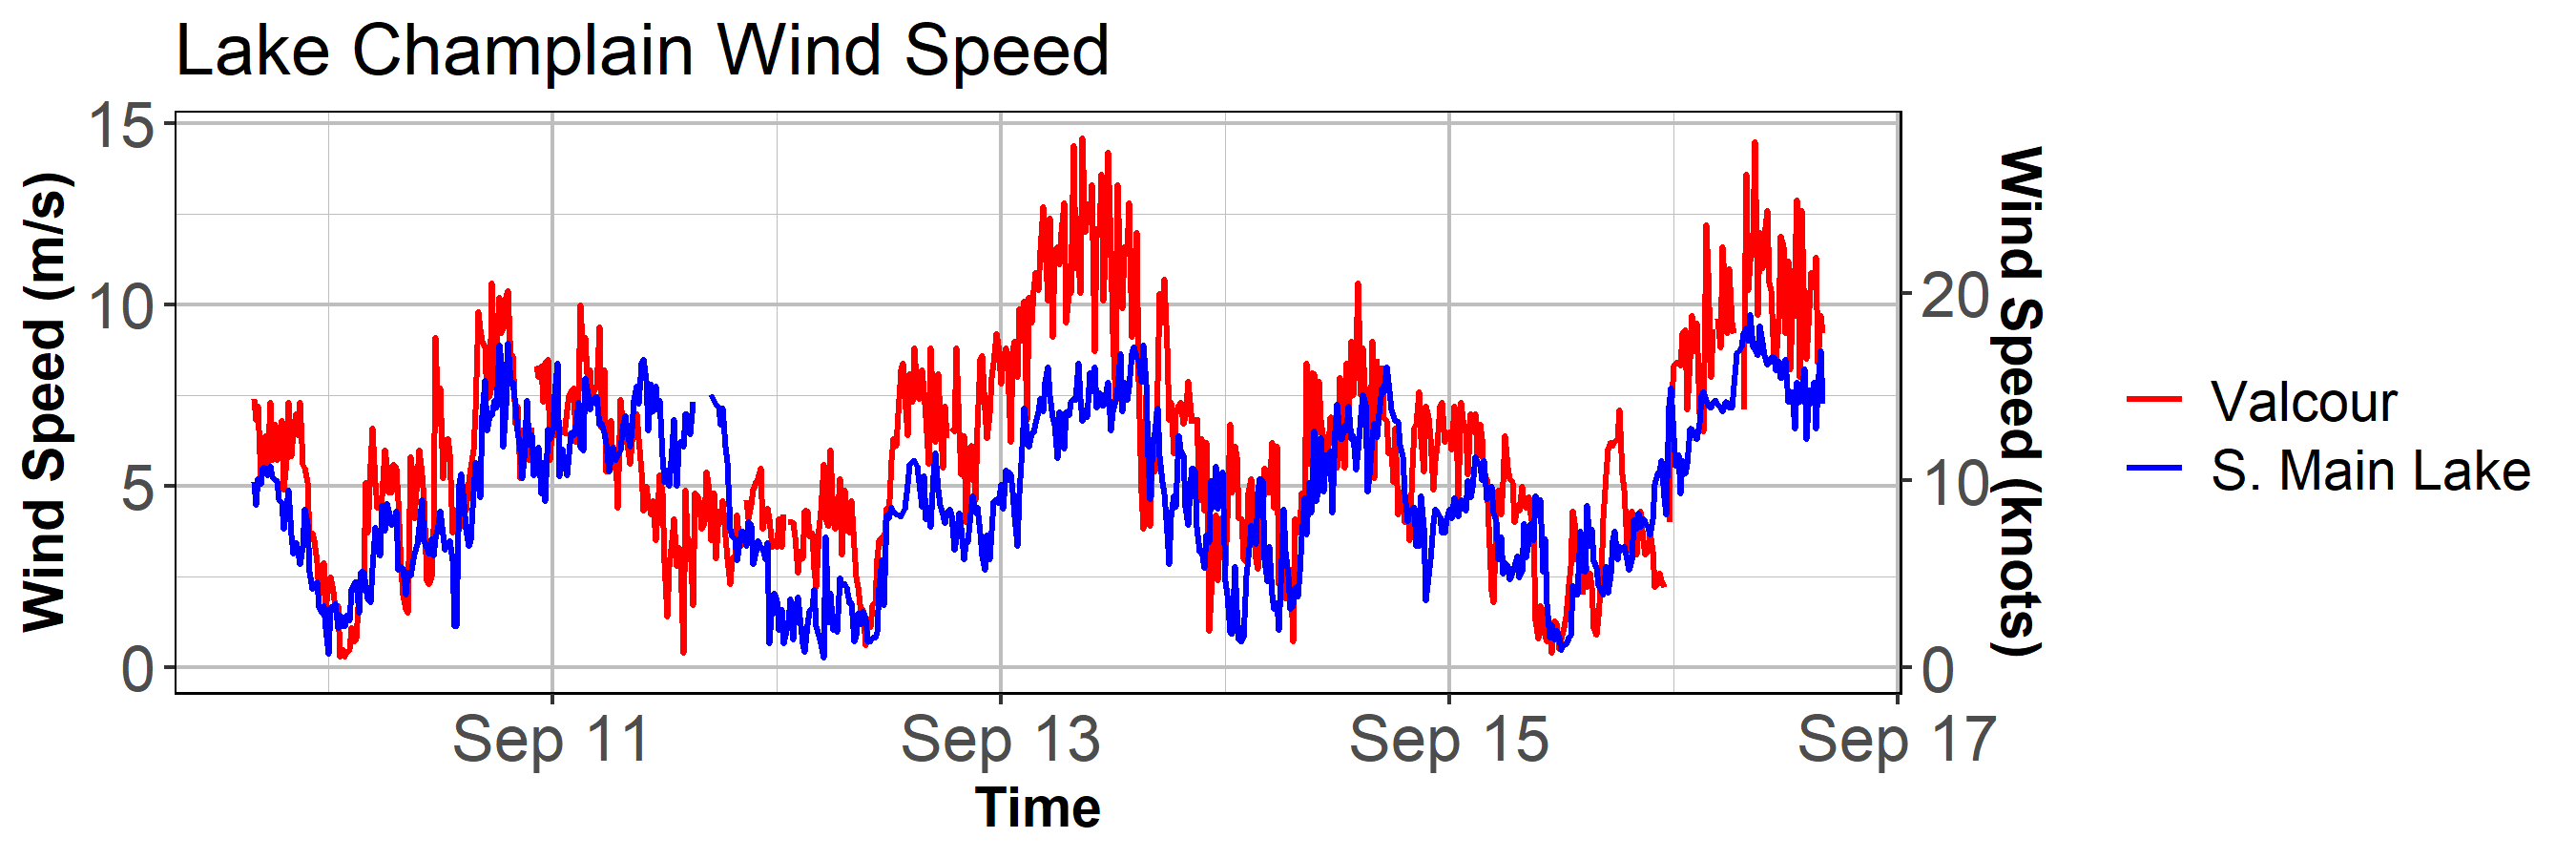 Lake Champlain Wind Speed
Wind Speed (m/s)
15
10
5
0
Wind Speed (knots)
20
10
0
Sep 11
Sep 13
Sep 15
Sep 17
Time
Valcour
S. Main Lake